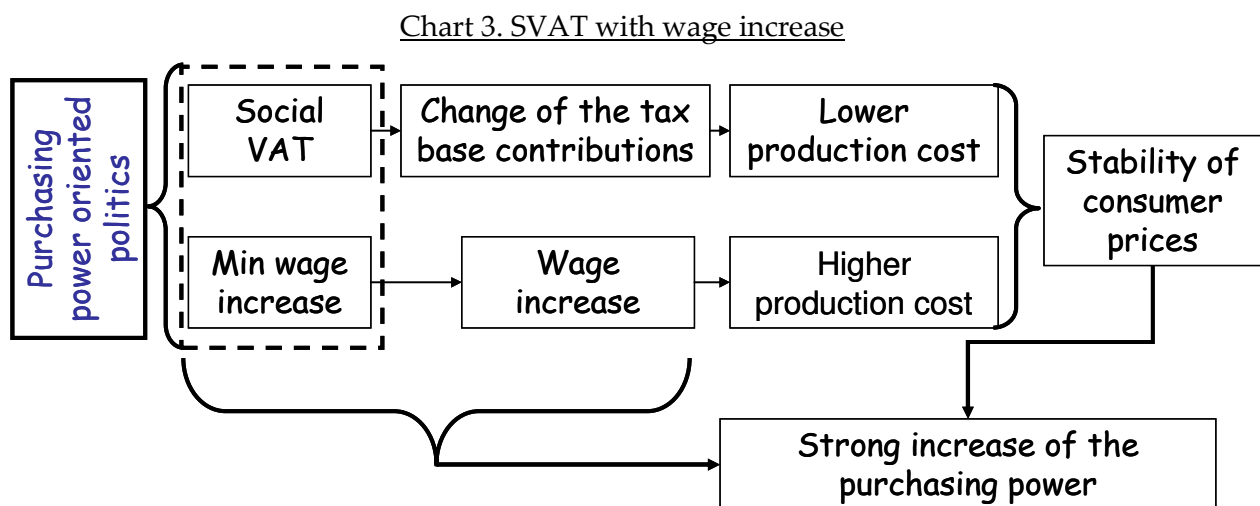 Chart 3. SVAT with wage increase
Purchasing
power oriented
politics
Social
VAT
Change of the tax
base contributions
Lower
production cost
Stability of
consumer
prices
Min wage
increase
Wage
increase
Higher
production cost
Strong increase of the
purchasing power